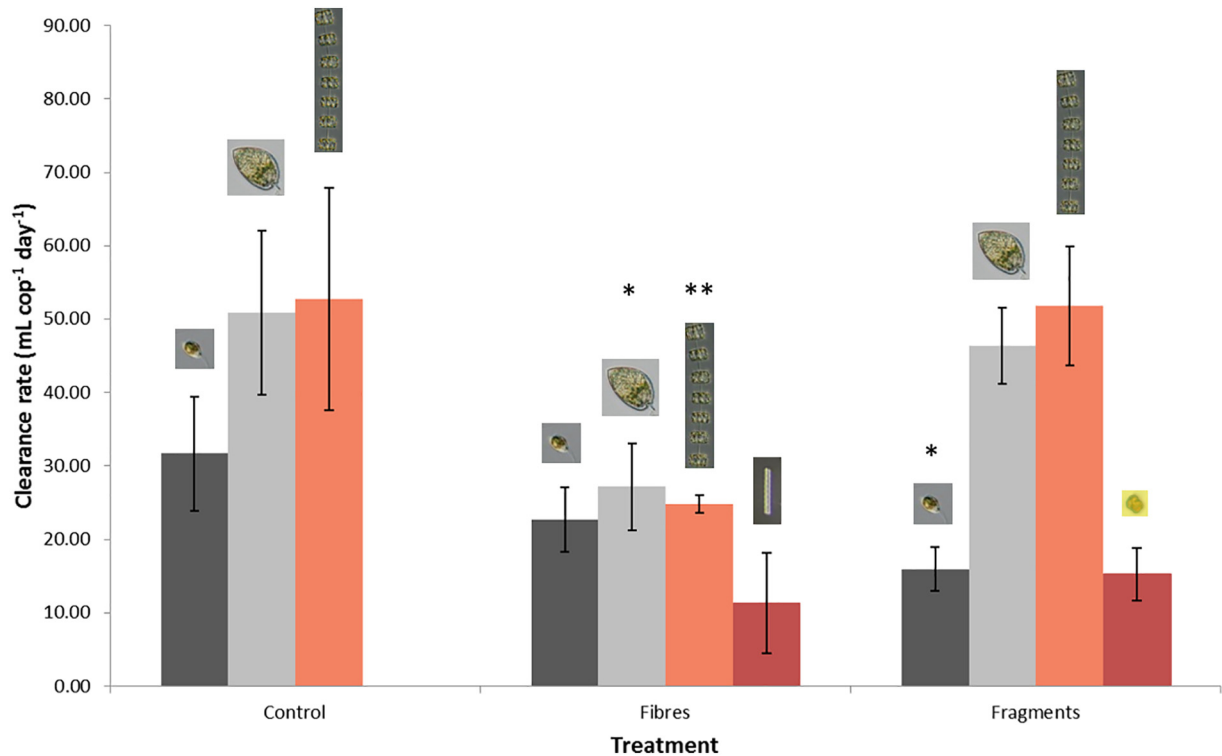 90.00
80.00
70.00
60.00
50.00
40.00
30.00
20.00
10.00
0.00
Clearance rate (mL cop⁻¹ day⁻¹)
*
**
*
Control
Fibres
Fragments
Treatment